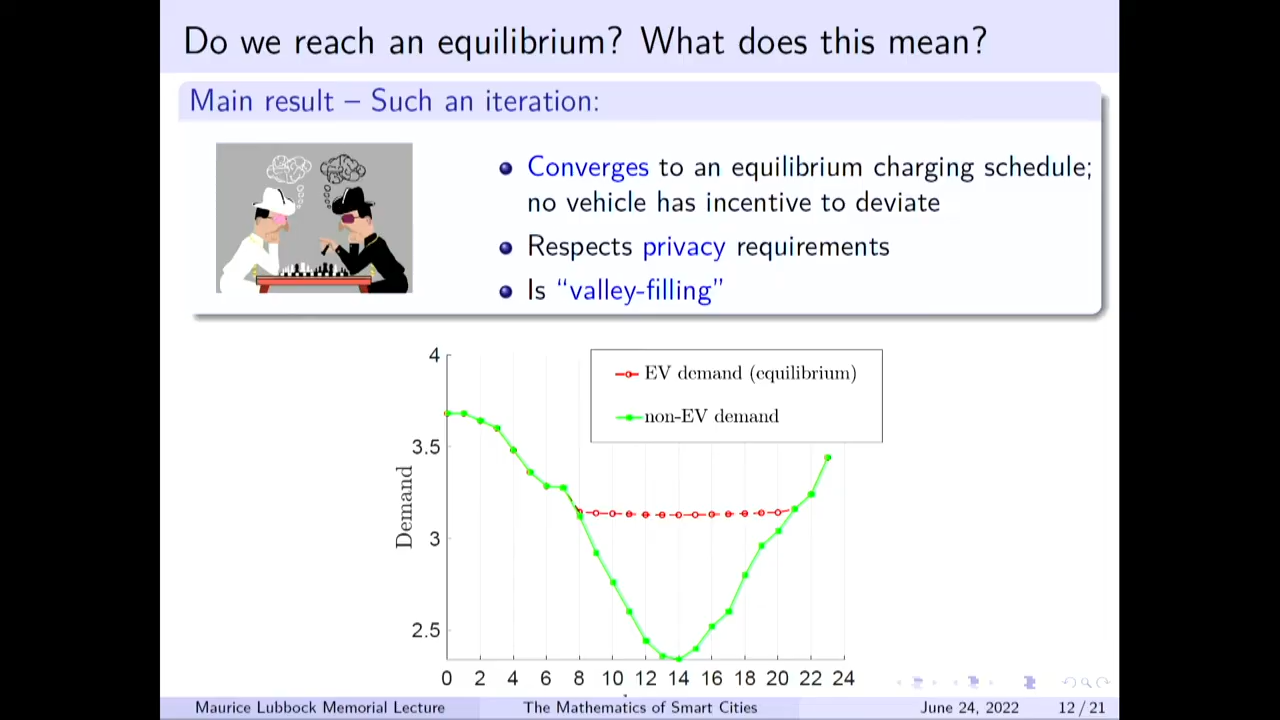 Do we reach an equilibrium? What does this mean?
Main result – Such an iteration:
Converges to an equilibrium charging schedule;
no vehicle has incentive to deviate
Respects privacy requirements
Is “valley-filling”
EV demand (equilibrium)
non-EV demand
Demand
4
3.5
3
2.5
0 2 4 6 8 10 12 14 16 18 20 22 24
Maurice Lubbock Memorial Lecture The Mathematics of Smart Cities June 24, 2022 12 / 21